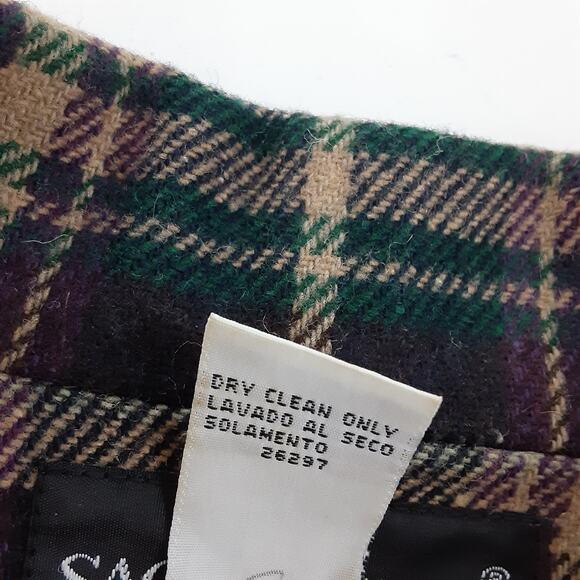 DRY CLEAN ONLY
LAVADO AL SECO
SOLAMENTO
26297
®